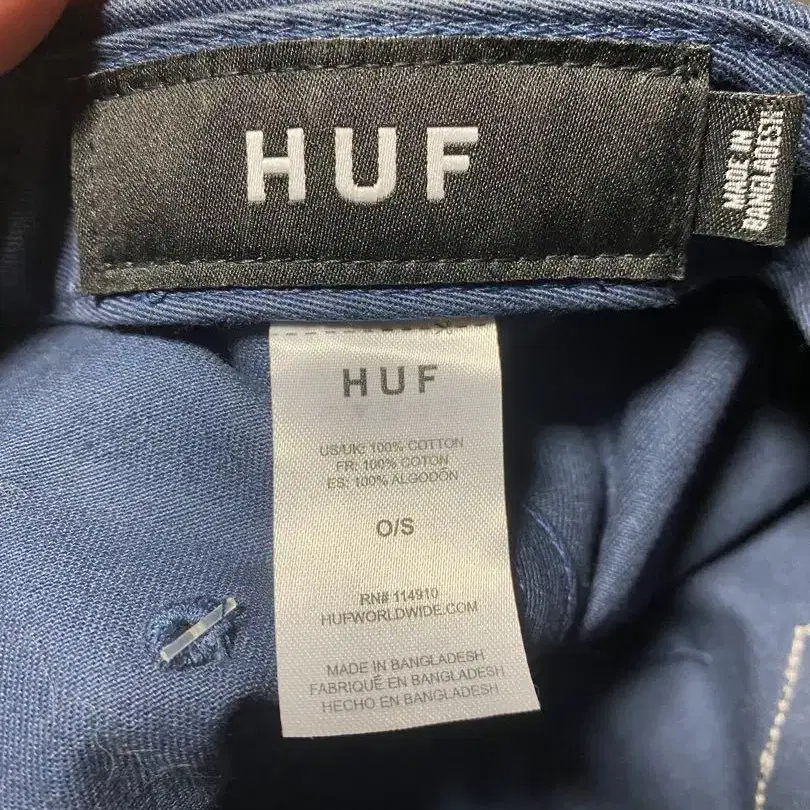 HUF
MADE IN
BANGLADESH
HUF
US/UK: 100% COTTON
FR: 100% COTON
ES: 100% ALGODÓN
O/S
RN# 114910
HUFWORLDWIDE.COM
MADE IN BANGLADESH
FABRIQUÉ EN BANGLADESH
HECHO EN BANGLADESH